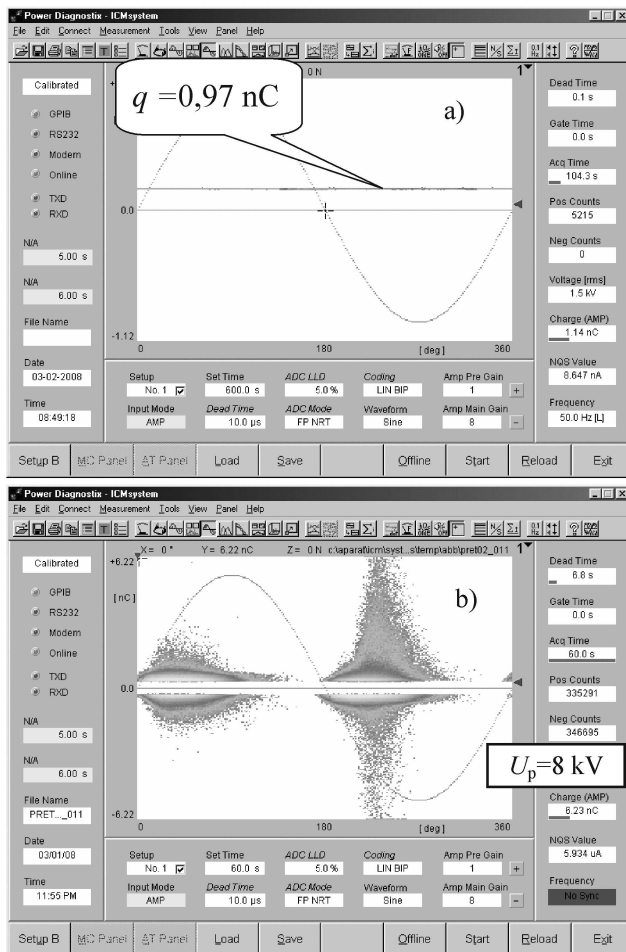 Power Diagnostix - ICMsystem
File Edit Connect Measurement Tools View Panel Help
0 N
1
Calibrated
GPIB
RS232
Modem
Online
TXD
RXD
N/A
5.00 s
N/A
6.00 s
File Name
Date
03-02-2008
Time
08:49:18
q =0,97 nC
a)
0.0
-1.12
0 180 [deg] 360
Dead Time
0.1 s
Gate Time
0.0 s
Acq Time
104.3 s
Pos Counts
5215
Neg Counts
0
Voltage [rms]
1.5 kV
Charge (AMP)
1.14 nC
NQS Value
8.647 nA
Frequency
50.0 Hz [L]
Setup Set Time ADC LLD Coding Amp Pre Gain
No. 1 600.0 s 5.0 % LIN BIP 1 +
Input Mode Dead Time ADC Mode Waveform Amp Main Gain
AMP 10.0 µs FP NRT Sine 8 -
Setup B MC Panel AT Panel Load Save Offline Start Reload Exit
Power Diagnostix - ICMsystem
File Edit Connect Measurement Tools View Panel Help
X = 0 ° Y = 6.22 nC Z = 0 N c:\aparat\icm\syst...s\temp\abb\pret02_011 1
Calibrated
GPIB
RS232
Modem
Online
TXD
RXD
N/A
5.00 s
N/A
6.00 s
File Name
PRET..._011
Date
03/01/08
Time
11:55 PM
+6.22
[nC]
b)
0.0
-6.22
0 180 [deg] 360
Dead Time
6.8 s
Gate Time
0.0 s
Acq Time
60.0 s
Pos Counts
335291
Neg Counts
346695
Up=8 kV
Charge (AMP)
6.23 nC
NQS Value
5.934 uA
Frequency
No Sync
Setup Set Time ADC LLD Coding Amp Pre Gain
No. 1 60.0 s 5.0 % LIN BIP 1 +
Input Mode Dead Time ADC Mode Waveform Amp Main Gain
AMP 10.0 µs FP NRT Sine 8 -
Setup B MC Panel AT Panel Load Save Offline Start Reload Exit